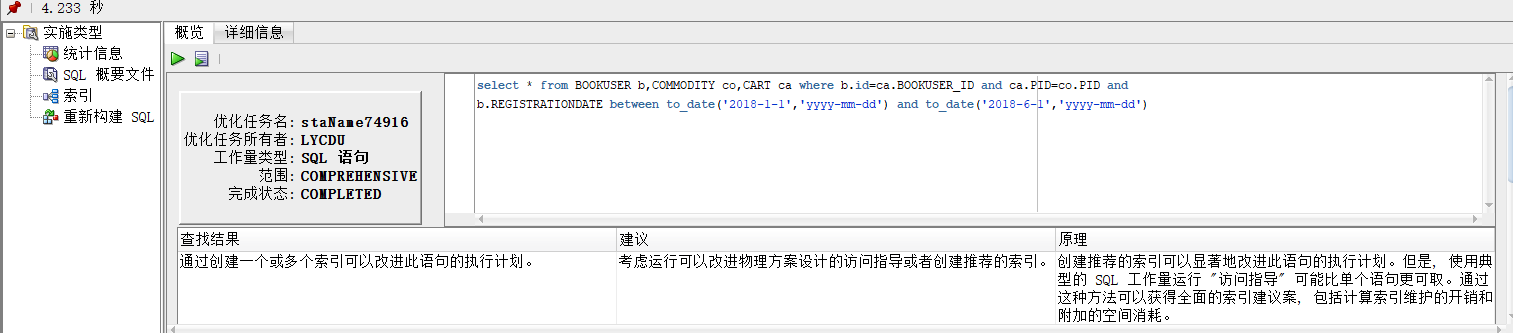 4.233 秒
实施类型
统计信息
SQL 概要文件
索引
重新构建 SQL
概览
详细信息
select * from BOOKUSER b,COMMODITY co,CART ca where b.id=ca.BOOKUSER_ID and ca.PID=co.PID and
b.REGISTRATIONDATE between to_date('2018-1-1','yyyy-mm-dd') and to_date('2018-6-1','yyyy-mm-dd')
优化任务名: staName74916
优化任务所有者: LYCDU
工作量类型: SQL 语句
范围: COMPREHENSIVE
完成状态: COMPLETED
查找结果
建议
原理
通过创建一个或多个索引可以改进此语句的执行计划。
考虑运行可以改进物理方案设计的访问指导或者创建推荐的索引。
创建推荐的索引可以显著地改进此语句的执行计划。但是, 使用典
型的 SQL 工作量运行 "访问指导" 可能比单个语句更可取。通过
这种方法可以获得全面的索引建议案, 包括计算索引维护的开销和
附加的空间消耗。